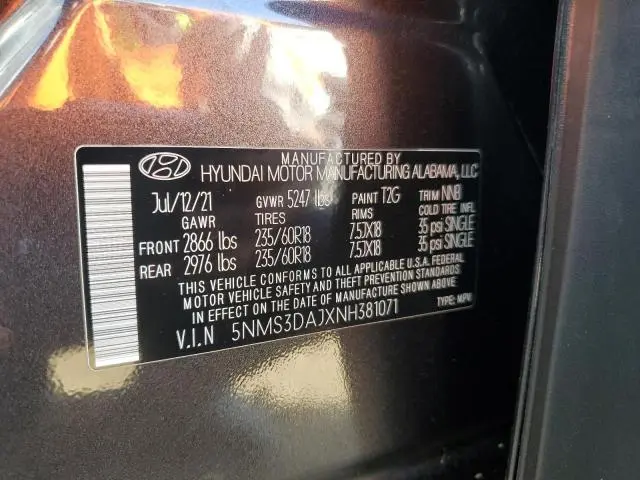 MANUFACTURED BY
HYUNDAI MOTOR MANUFACTURING ALABAMA, LLC
Jul/12/21 GVWR 5247 lbs PAINT T2G TRIM NNB
GAWR TIRES RIMS COLD TIRE INFL.
FRONT 2866 lbs 235/60R18 7.5JX18 35 psi SINGLE
REAR 2976 lbs 235/60R18 7.5JX18 35 psi SINGLE
THIS VEHICLE CONFORMS TO ALL APPLICABLE U.S.A. FEDERAL
MOTOR VEHICLE SAFETY AND THEFT PREVENTION STANDARDS
IN EFFECT ON THE DATE OF MANUFACTURE SHOWN ABOVE.
V.I.N 5NMS3DAJXNH381071 TYPE: MPV